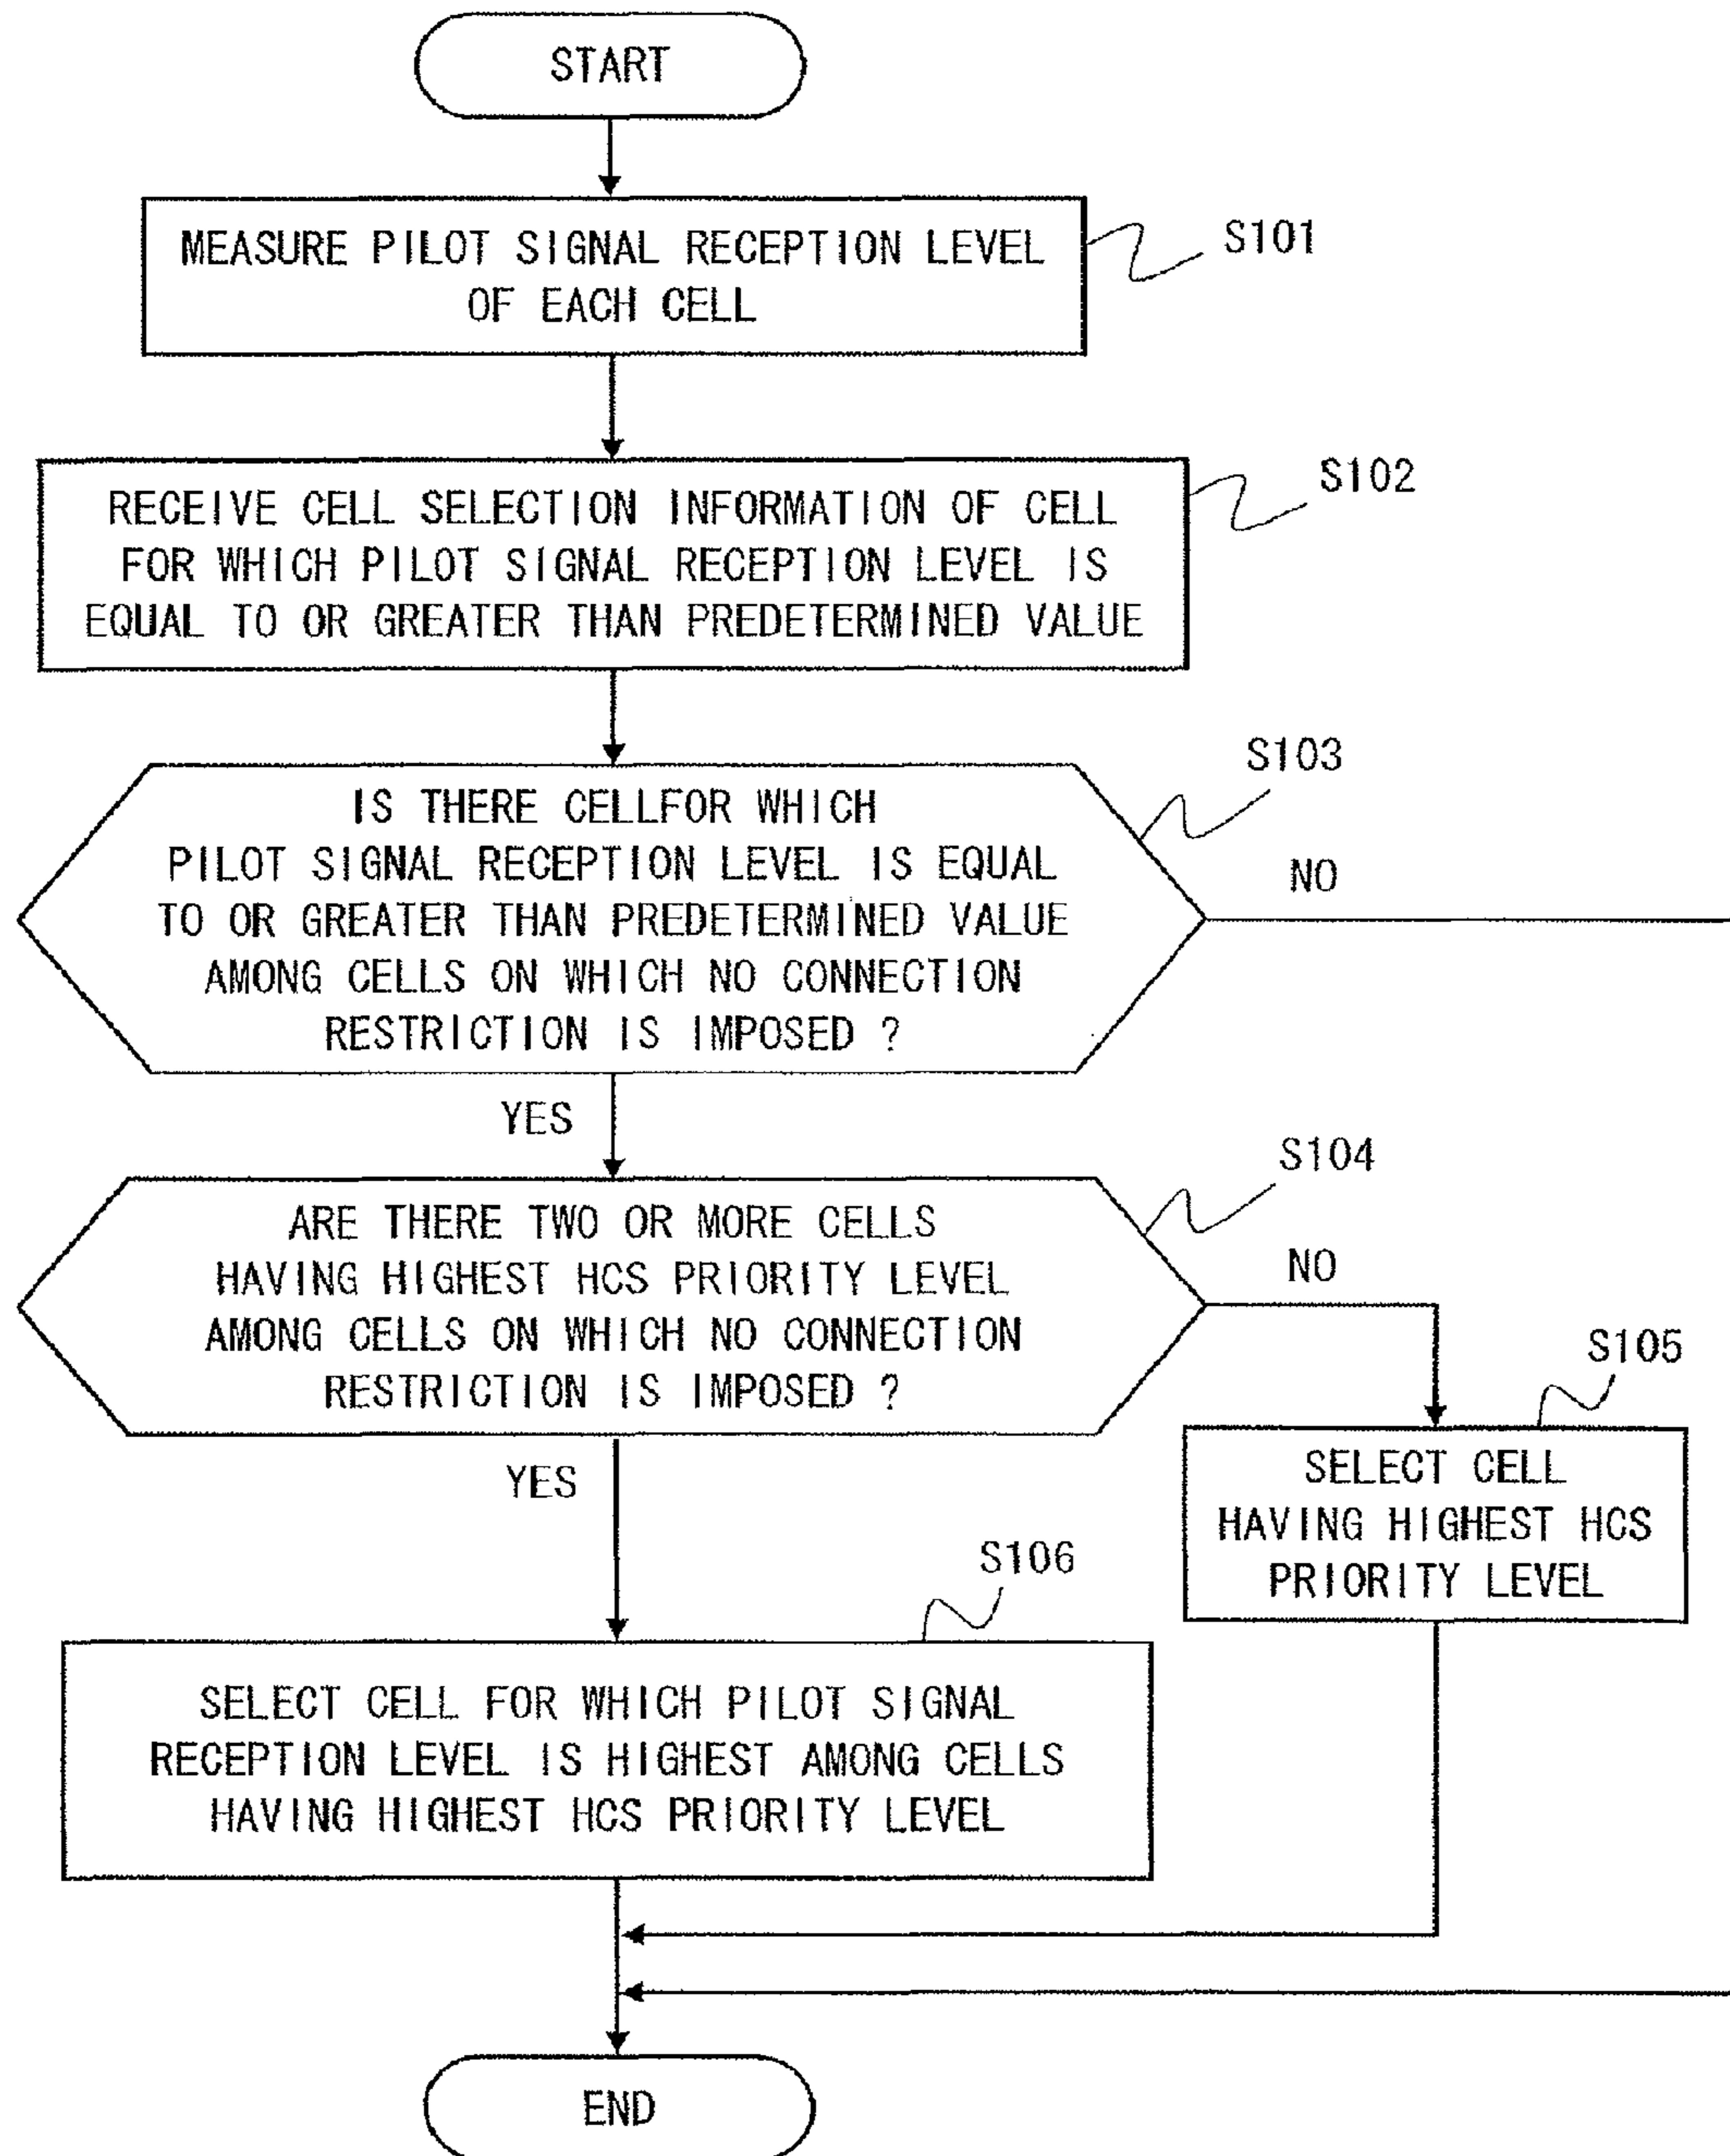 START
MEASURE PILOT SIGNAL RECEPTION LEVEL
OF EACH CELL
S101
RECEIVE CELL SELECTION INFORMATION OF CELL
FOR WHICH PILOT SIGNAL RECEPTION LEVEL IS
EQUAL TO OR GREATER THAN PREDETERMINED VALUE
S102
IS THERE CELLFOR WHICH
PILOT SIGNAL RECEPTION LEVEL IS EQUAL
TO OR GREATER THAN PREDETERMINED VALUE
AMONG CELLS ON WHICH NO CONNECTION
RESTRICTION IS IMPOSED ?
S103
NO
YES
ARE THERE TWO OR MORE CELLS
HAVING HIGHEST HCS PRIORITY LEVEL
AMONG CELLS ON WHICH NO CONNECTION
RESTRICTION IS IMPOSED ?
S104
NO
YES
S105
SELECT CELL
HAVING HIGHEST HCS
PRIORITY LEVEL
S106
SELECT CELL FOR WHICH PILOT SIGNAL
RECEPTION LEVEL IS HIGHEST AMONG CELLS
HAVING HIGHEST HCS PRIORITY LEVEL
END